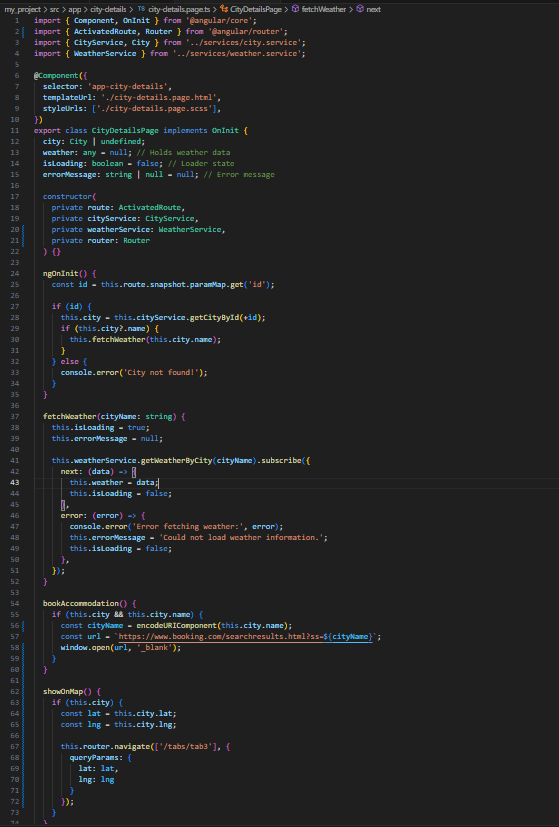 my_project > src > app > city-details > TS city-details.page.ts > CityDetailsPage > fetchWeather > next
1 import { Component, OnInit } from '@angular/core';
2 import { ActivatedRoute, Router } from '@angular/router';
3 import { CityService, City } from '../services/city.service';
4 import { WeatherService } from '../services/weather.service';
5
6 @Component({
7   selector: 'app-city-details',
8   templateUrl: './city-details.page.html',
9   styleUrls: ['./city-details.page.scss'],
10 })
11 export class CityDetailsPage implements OnInit {
12   city: City | undefined;
13   weather: any = null; // Holds weather data
14   isLoading: boolean = false; // Loader state
15   errorMessage: string | null = null; // Error message
16
17   constructor(
18     private route: ActivatedRoute,
19     private cityService: CityService,
20     private weatherService: WeatherService,
21     private router: Router
22   ) {}
23
24   ngOnInit() {
25     const id = this.route.snapshot.paramMap.get('id');
26
27     if (id) {
28       this.city = this.cityService.getCityById(+id);
29       if (this.city?.name) {
30         this.fetchWeather(this.city.name);
31       }
32     } else {
33       console.error('City not found!');
34     }
35   }
36
37   fetchWeather(cityName: string) {
38     this.isLoading = true;
39     this.errorMessage = null;
40
41     this.weatherService.getWeatherByCity(cityName).subscribe({
42       next: (data) => {
43         this.weather = data;
44         this.isLoading = false;
45       },
46       error: (error) => {
47         console.error('Error fetching weather:', error);
48         this.errorMessage = 'Could not load weather information.';
49         this.isLoading = false;
50       },
51     });
52   }
53
54   bookAccommodation() {
55     if (this.city && this.city.name) {
56       const cityName = encodeURIComponent(this.city.name);
57       const url = `https://www.booking.com/searchresults.html?ss=${cityName}`;
58       window.open(url, '_blank');
59     }
60   }
61
62   showOnMap() {
63     if (this.city) {
64       const lat = this.city.lat;
65       const lng = this.city.lng;
66
67       this.router.navigate(['/tabs/tab3'], {
68         queryParams: {
69           lat: lat,
70           lng: lng
71         }
72       });
73     }
74   }